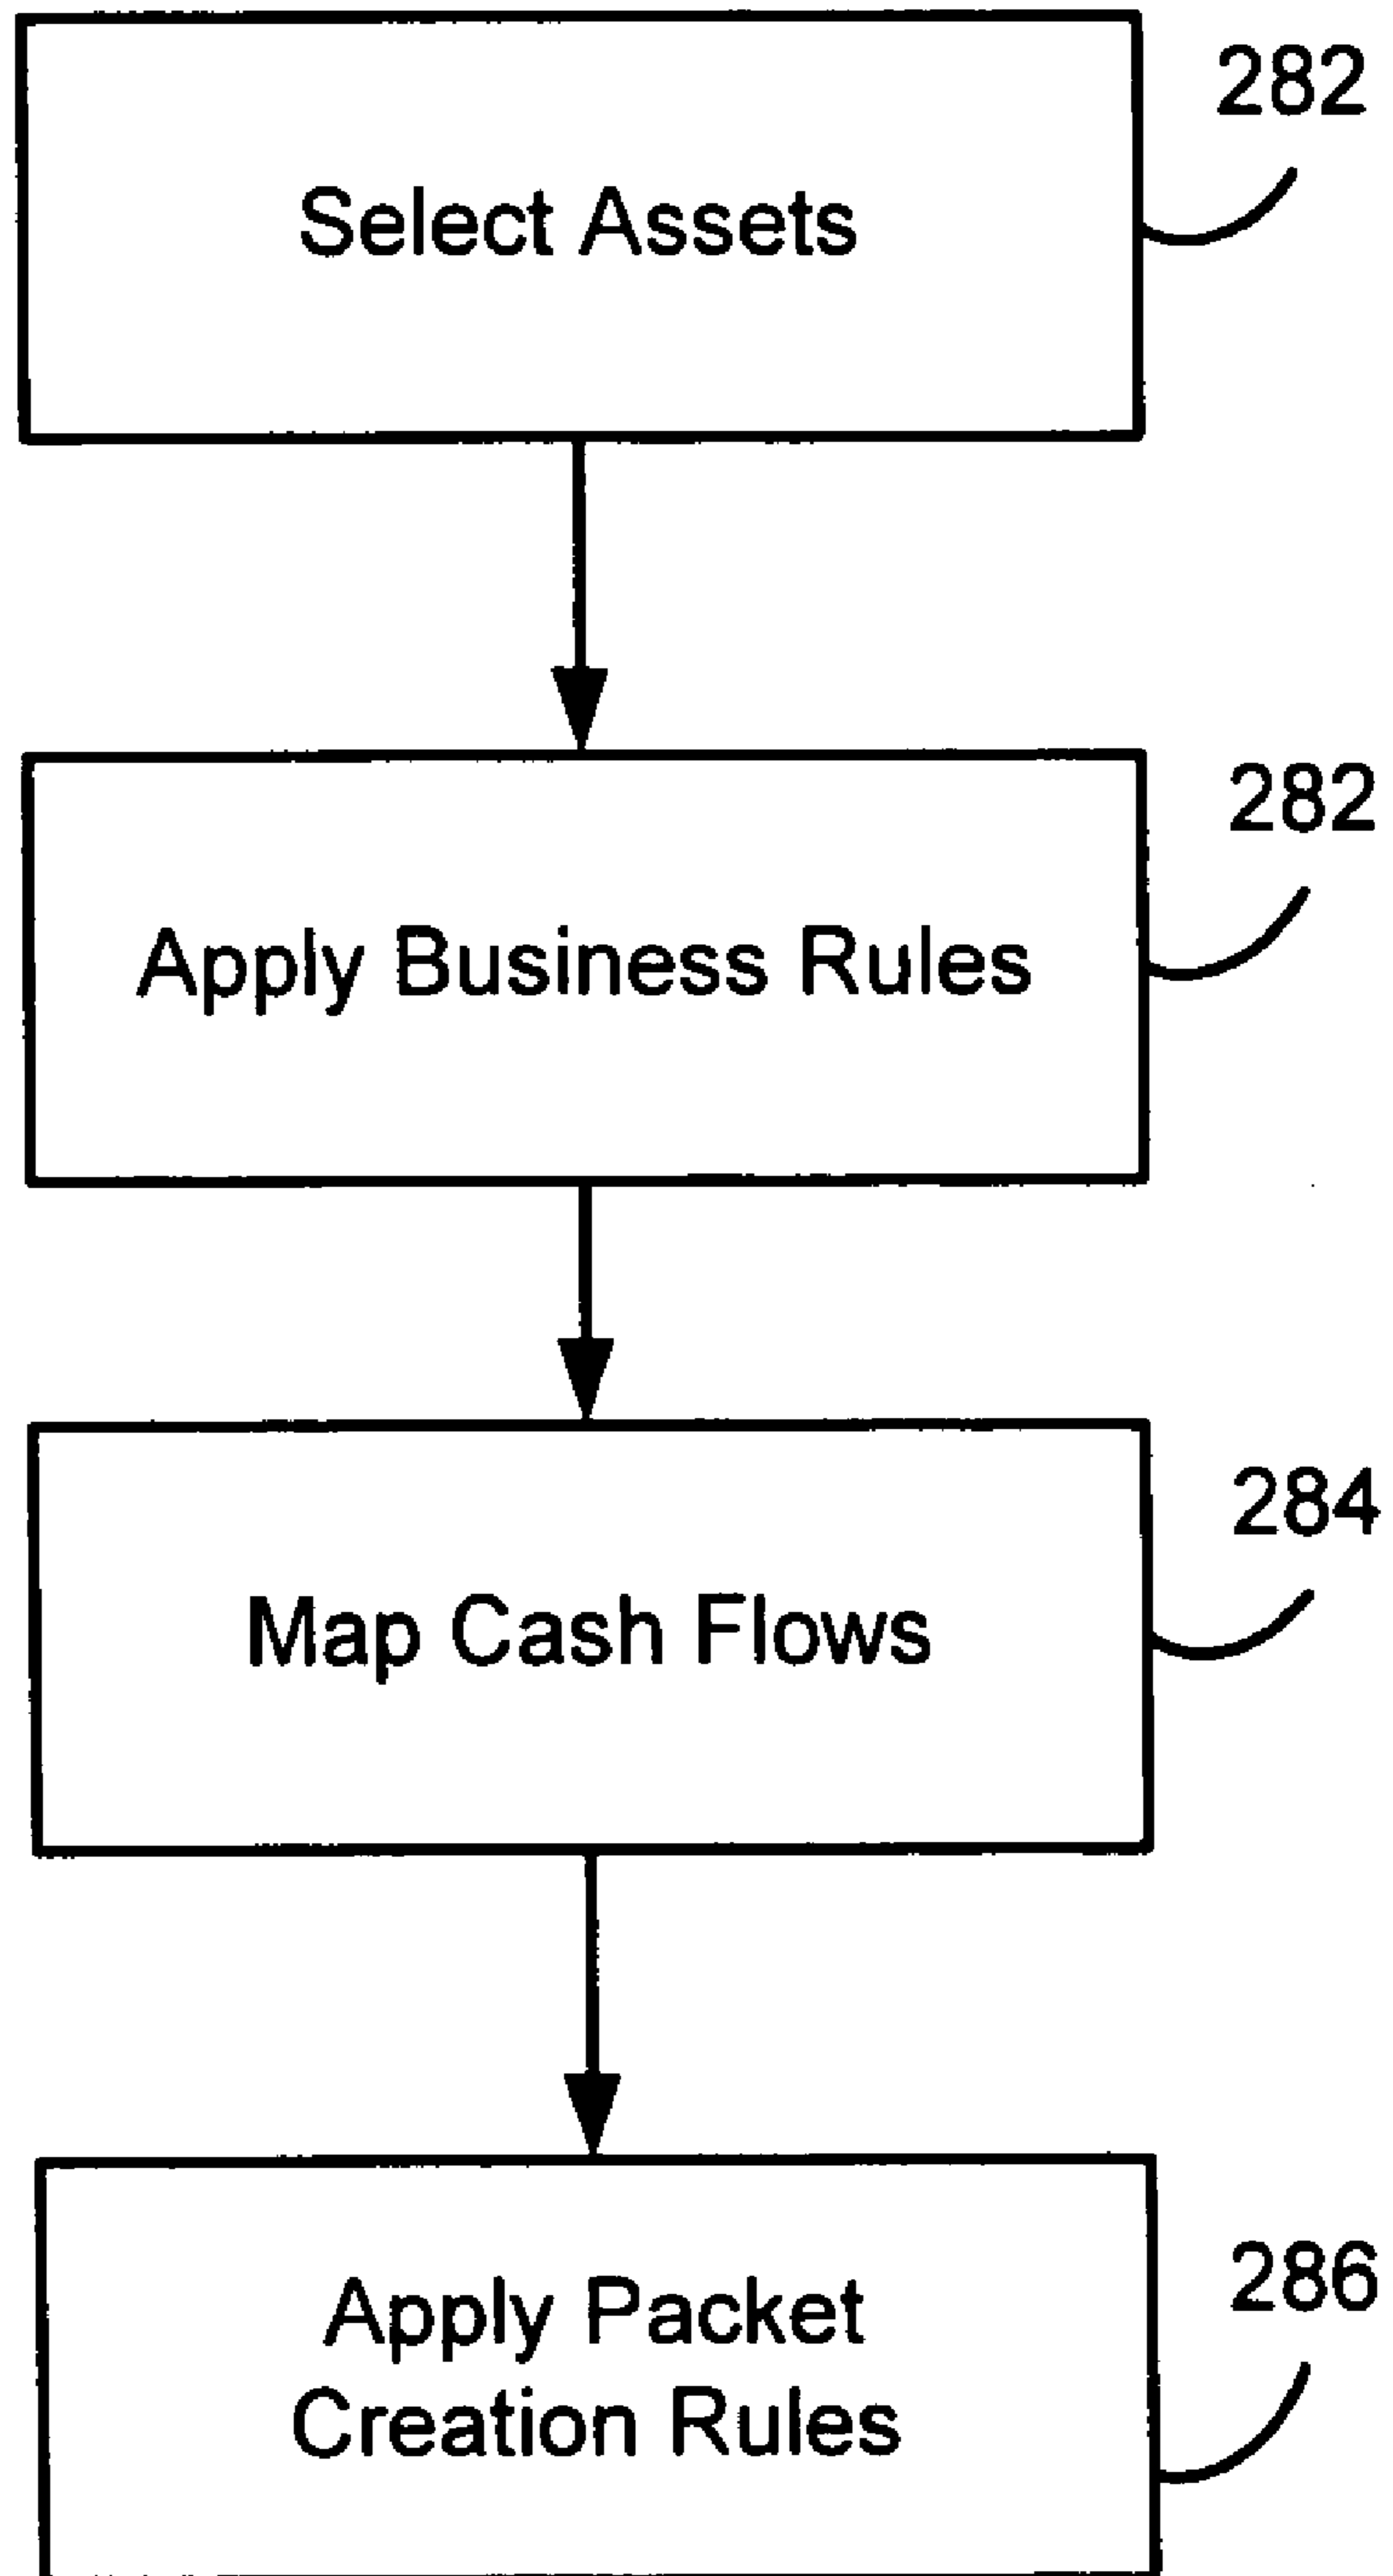 282
Select Assets
282
Apply Business Rules
284
Map Cash Flows
286
Apply Packet
Creation Rules